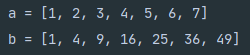 a = [1, 2, 3, 4, 5, 6, 7]
b = [1, 4, 9, 16, 25, 36, 49]